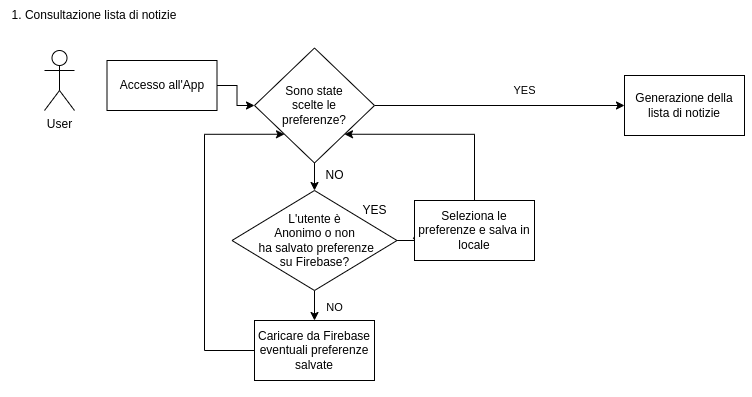 1. Consultazione lista di notizie
User
Accesso all'App
Sono state
scelte le
preferenze?
YES
Generazione della
lista di notizie
NO
L'utente è
Anonimo o non
ha salvato preferenze
su Firebase?
YES
Seleziona le
preferenze e salva in
locale
NO
Caricare da Firebase
eventuali preferenze
salvate